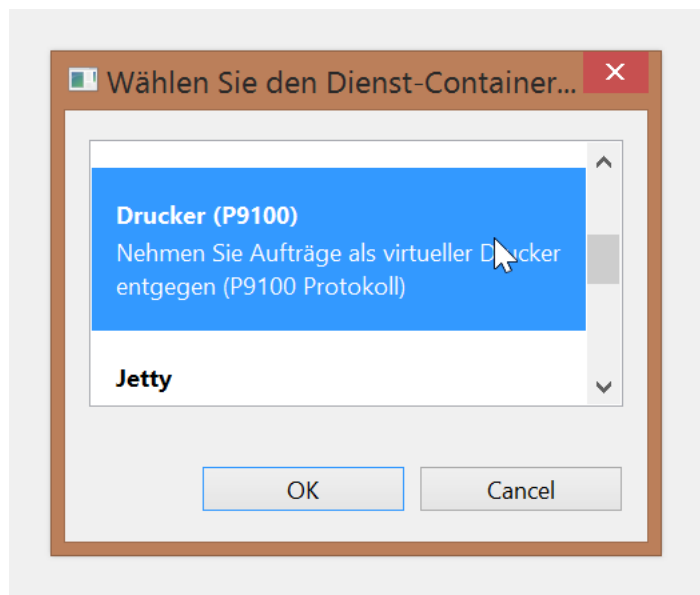 Wählen Sie den Dienst-Container...
Drucker (P9100)
Nehmen Sie Aufträge als virtueller Drucker
entgegen (P9100 Protokoll)
Jetty
OK
Cancel